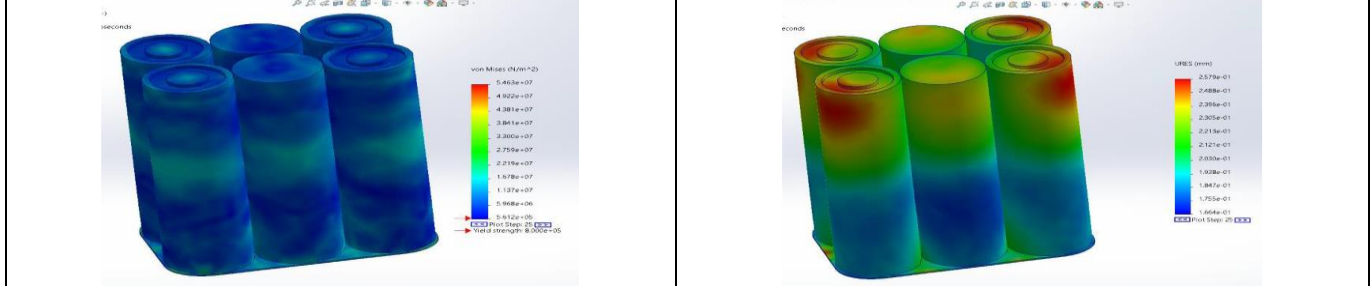 oseconds
von Mises (N/m^2)
5.463e+07
4.922e+07
4.381e+07
3.841e+07
3.300e+07
2.759e+07
2.219e+07
1.678e+07
1.137e+07
5.968e+06
5.612e+05
Plot Step: 25
Yield strength: 8.000e+05
econds
URES (mm)
2.579e-01
2.488e-01
2.396e-01
2.305e-01
2.213e-01
2.121e-01
2.030e-01
1.938e-01
1.847e-01
1.755e-01
1.664e-01
Plot Step: 25